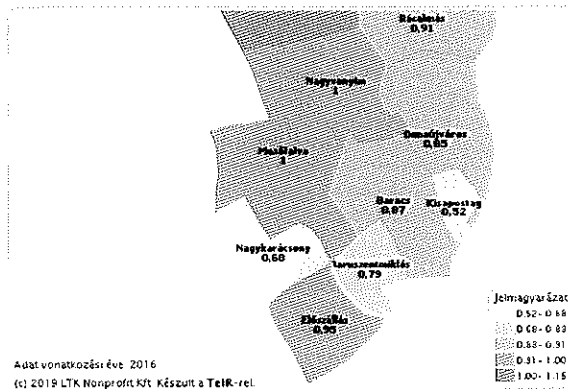 Rácalmás
0,91
Nagyvenyim
1
Dunaújváros
0,85
Mezőfalva
1
Baracs
0,87
Kisapostag
0,52
Nagykarácsony
0,68
Daruszentmiklós
0,79
Előszállás
0,95
Jelmagyarázat
0.52- 0.68
0.68- 0.83
0.83- 0.91
0.91- 1.00
1.00- 1.15
Adat vonatkozási éve: 2016
(c) 2019 LTK Nonprofit Kft. Készült a TeIR-rel.